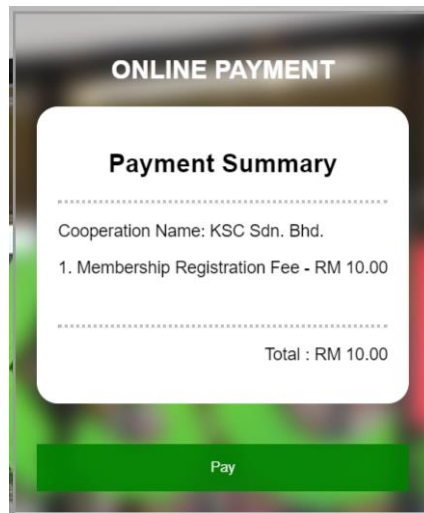 ONLINE PAYMENT
Payment Summary
Cooperation Name: KSC Sdn. Bhd.
1. Membership Registration Fee - RM 10.00
Total : RM 10.00
Pay